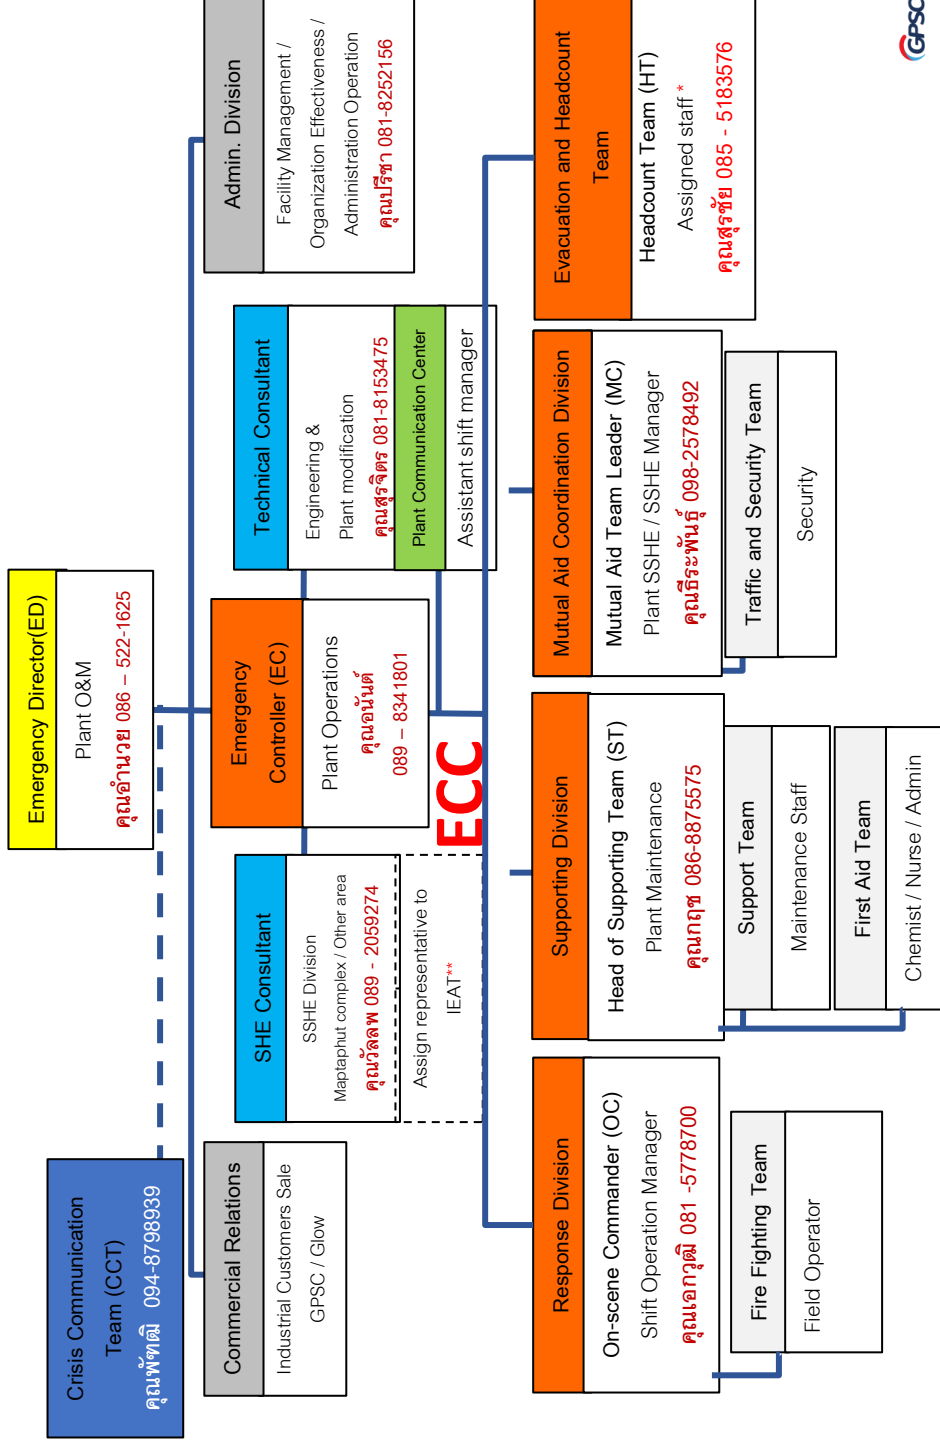 GPSC
Emergency Director(ED)
Plant O&M
คุณอำนวย 086 – 522-1625
Crisis Communication
Team (CCT)
คุณพัฑฒิ 094-8798939
Commercial Relations
Industrial Customers Sale
GPSC / Glow
Admin. Division
Facility Management /
Organization Effectiveness /
Administration Operation
คุณปรีชา 081-8252156
SHE Consultant
SSHE Division
Maptaphut complex / Other area
คุณวัลลพ 089 - 2059274
Assign representative to
IEAT**
Emergency
Controller (EC)
Plant Operations
คุณอนันต์
089 – 8341801
Technical Consultant
Engineering &
Plant modification
คุณสุรจิตร 081-8153475
Plant Communication Center
Assistant shift manager
ECC
Response Division
On-scene Commander (OC)
Shift Operation Manager
คุณเอกวุฒิ 081 -5778700
Fire Fighting Team
Field Operator
Supporting Division
Head of Supporting Team (ST)
Plant Maintenance
คุณกฤช 086-8875575
Support Team
Maintenance Staff
First Aid Team
Chemist / Nurse / Admin
Mutual Aid Coordination Division
Mutual Aid Team Leader (MC)
Plant SSHE / SSHE Manager
คุณธีระพันธุ์ 098-2578492
Traffic and Security Team
Security
Evacuation and Headcount
Team
Headcount Team (HT)
Assigned staff *
คุณสุรชัย 085 - 5183576